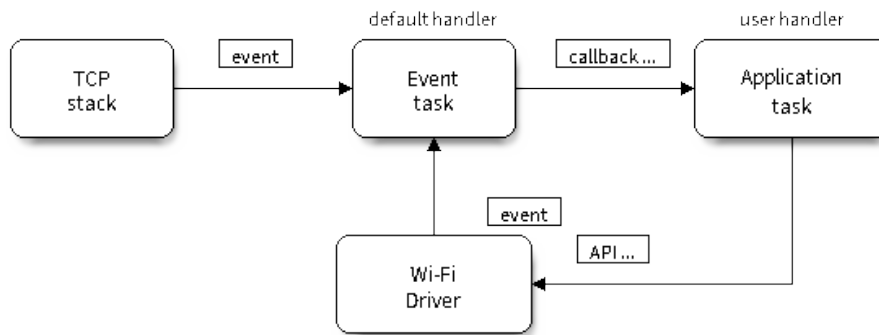 default handler
user handler
event
callback ...
TCP
stack
Event
task
Application
task
event
API ...
Wi-Fi
Driver